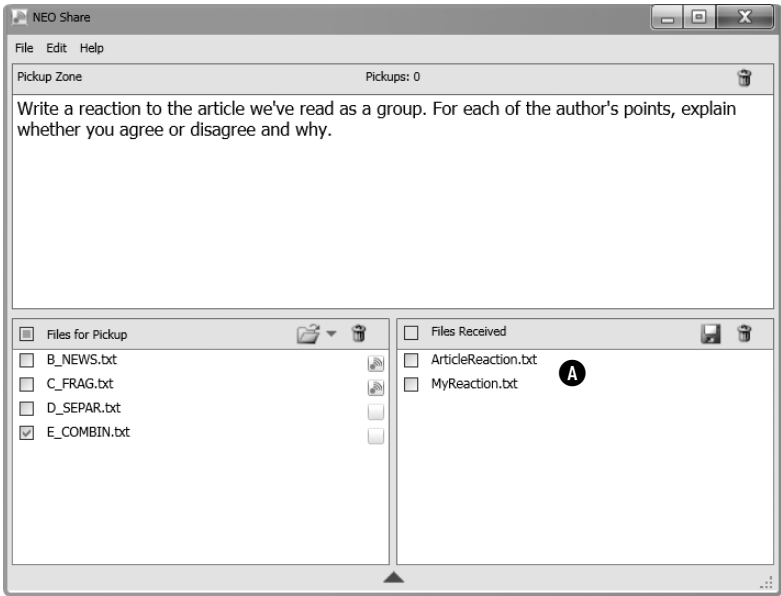 NEO Share
File Edit Help
Pickup Zone Pickups: 0
Write a reaction to the article we've read as a group. For each of the author's points, explain
whether you agree or disagree and why.
Files for Pickup
B_NEWS.txt
C_FRAG.txt
D_SEPAR.txt
E_COMBIN.txt
Files Received
ArticleReaction.txt
MyReaction.txt
A